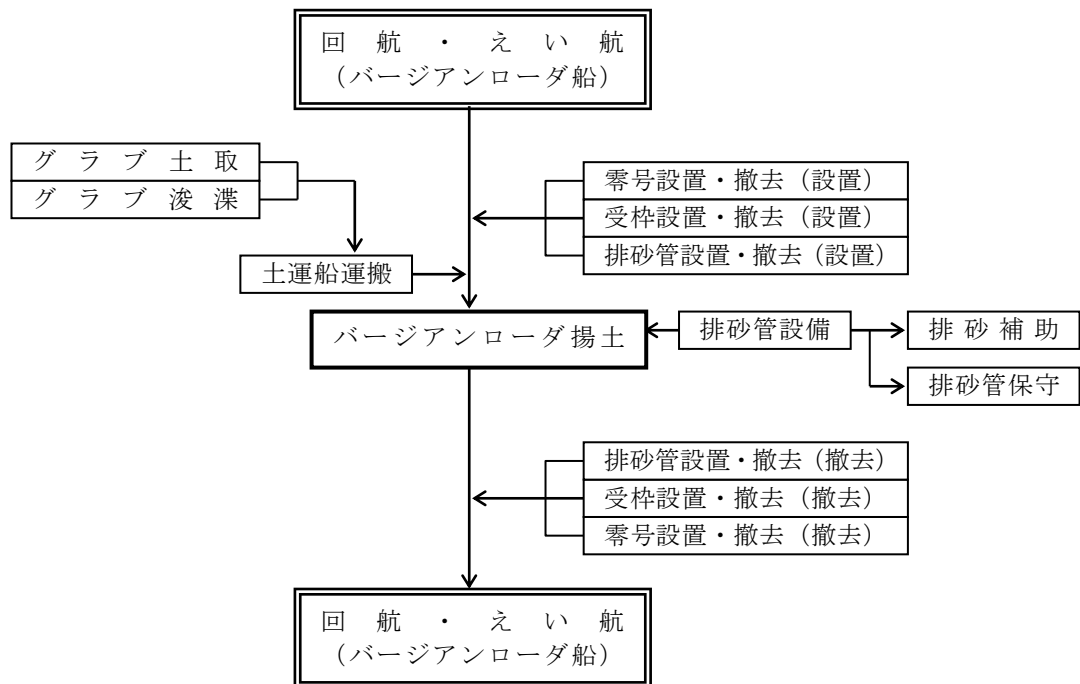 回航・えい航
（バージアンローダ船）
グラブ土取
グラブ浚渫
零号設置・撤去（設置）
受枠設置・撤去（設置）
排砂管設置・撤去（設置）
土運船運搬
バージアンローダ揚土
排砂管設備
排砂補助
排砂管保守
排砂管設置・撤去（撤去）
受枠設置・撤去（撤去）
零号設置・撤去（撤去）
回航・えい航
（バージアンローダ船）